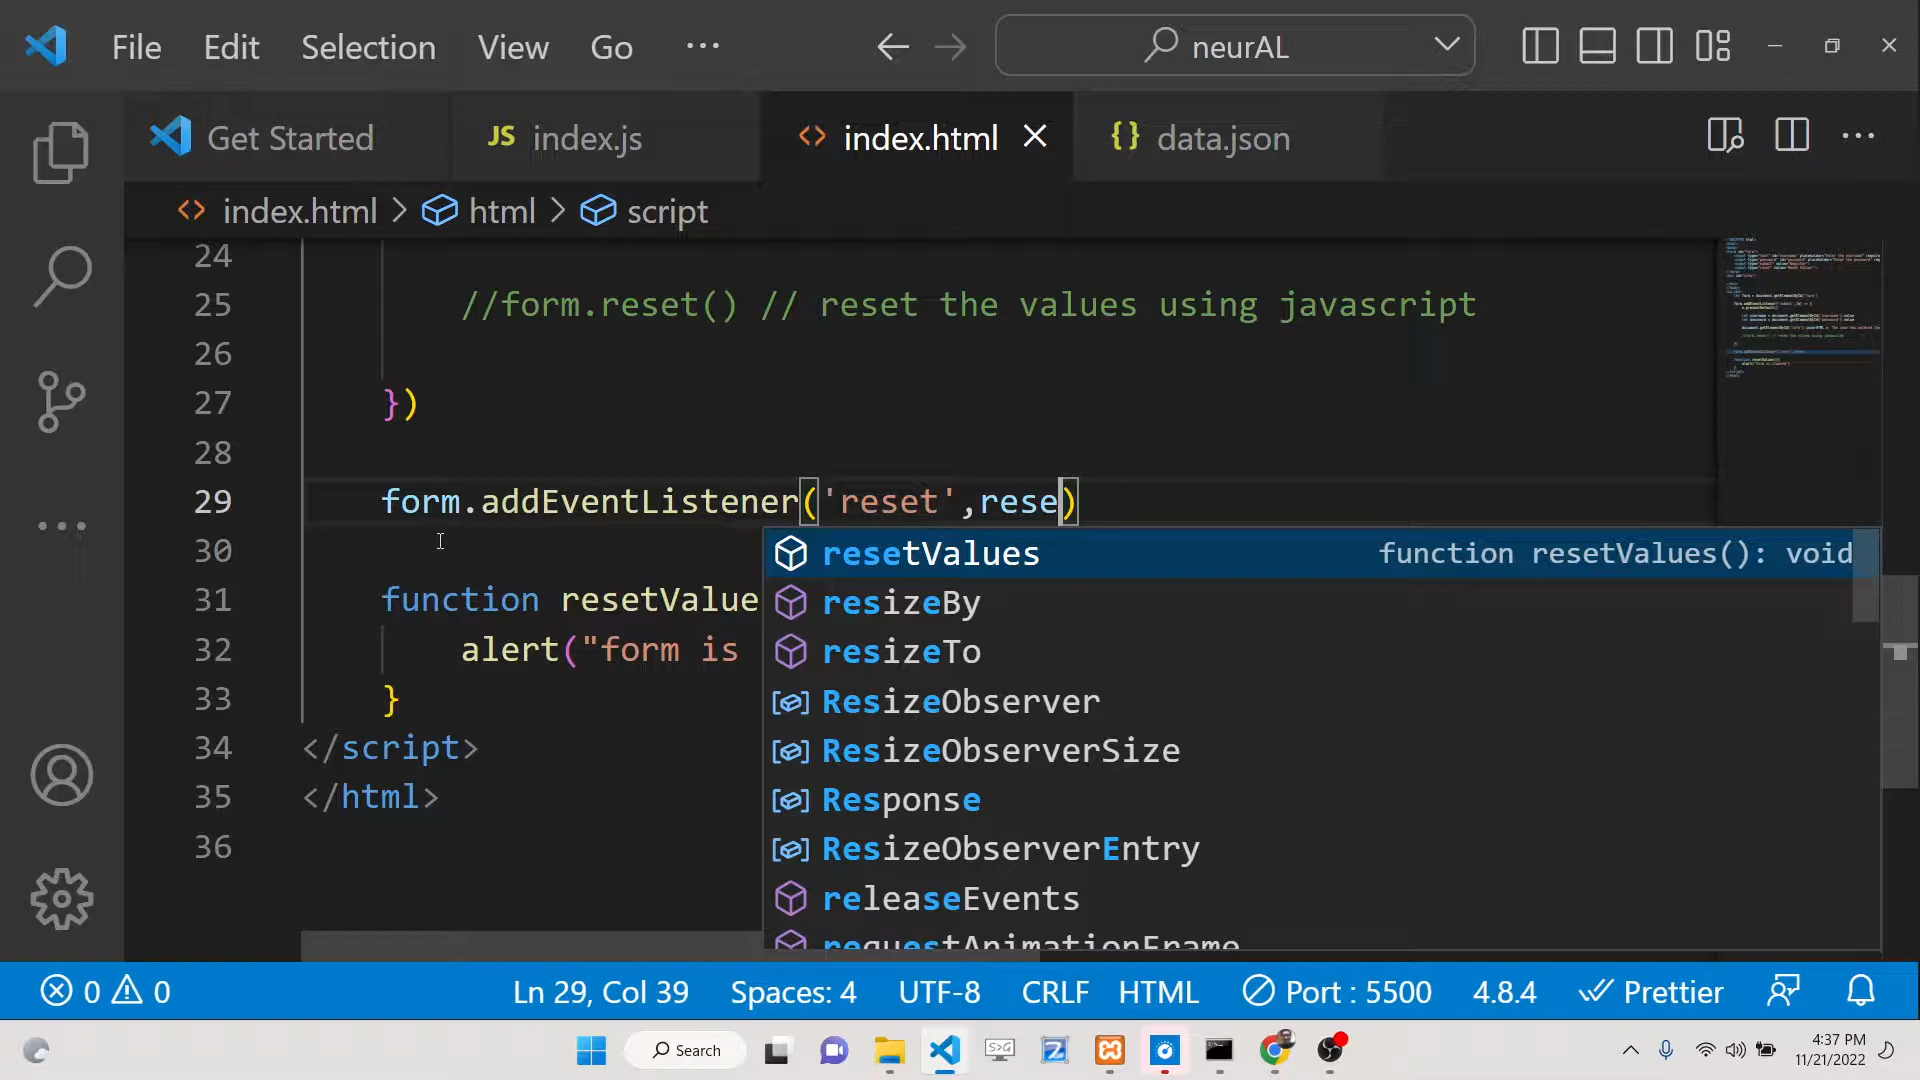 File Edit Selection View Go ··· neurAL
Get Started JS index.js index.html data.json
index.html > html > script
24
25 //form.reset() // reset the values using javascript
26
27 })
28
29 form.addEventListener('reset',rese)
30
31 function resetValue
32 alert("form is
33 }
34 </script>
35 </html>
36
resetValues function resetValues(): void
resizeBy
resizeTo
ResizeObserver
ResizeObserverSize
Response
ResizeObserverEntry
releaseEvents
requestAnimationFrame
0 0 Ln 29, Col 39 Spaces: 4 UTF-8 CRLF HTML Port : 5500 4.8.4 Prettier
Search
4:37 PM
11/21/2022